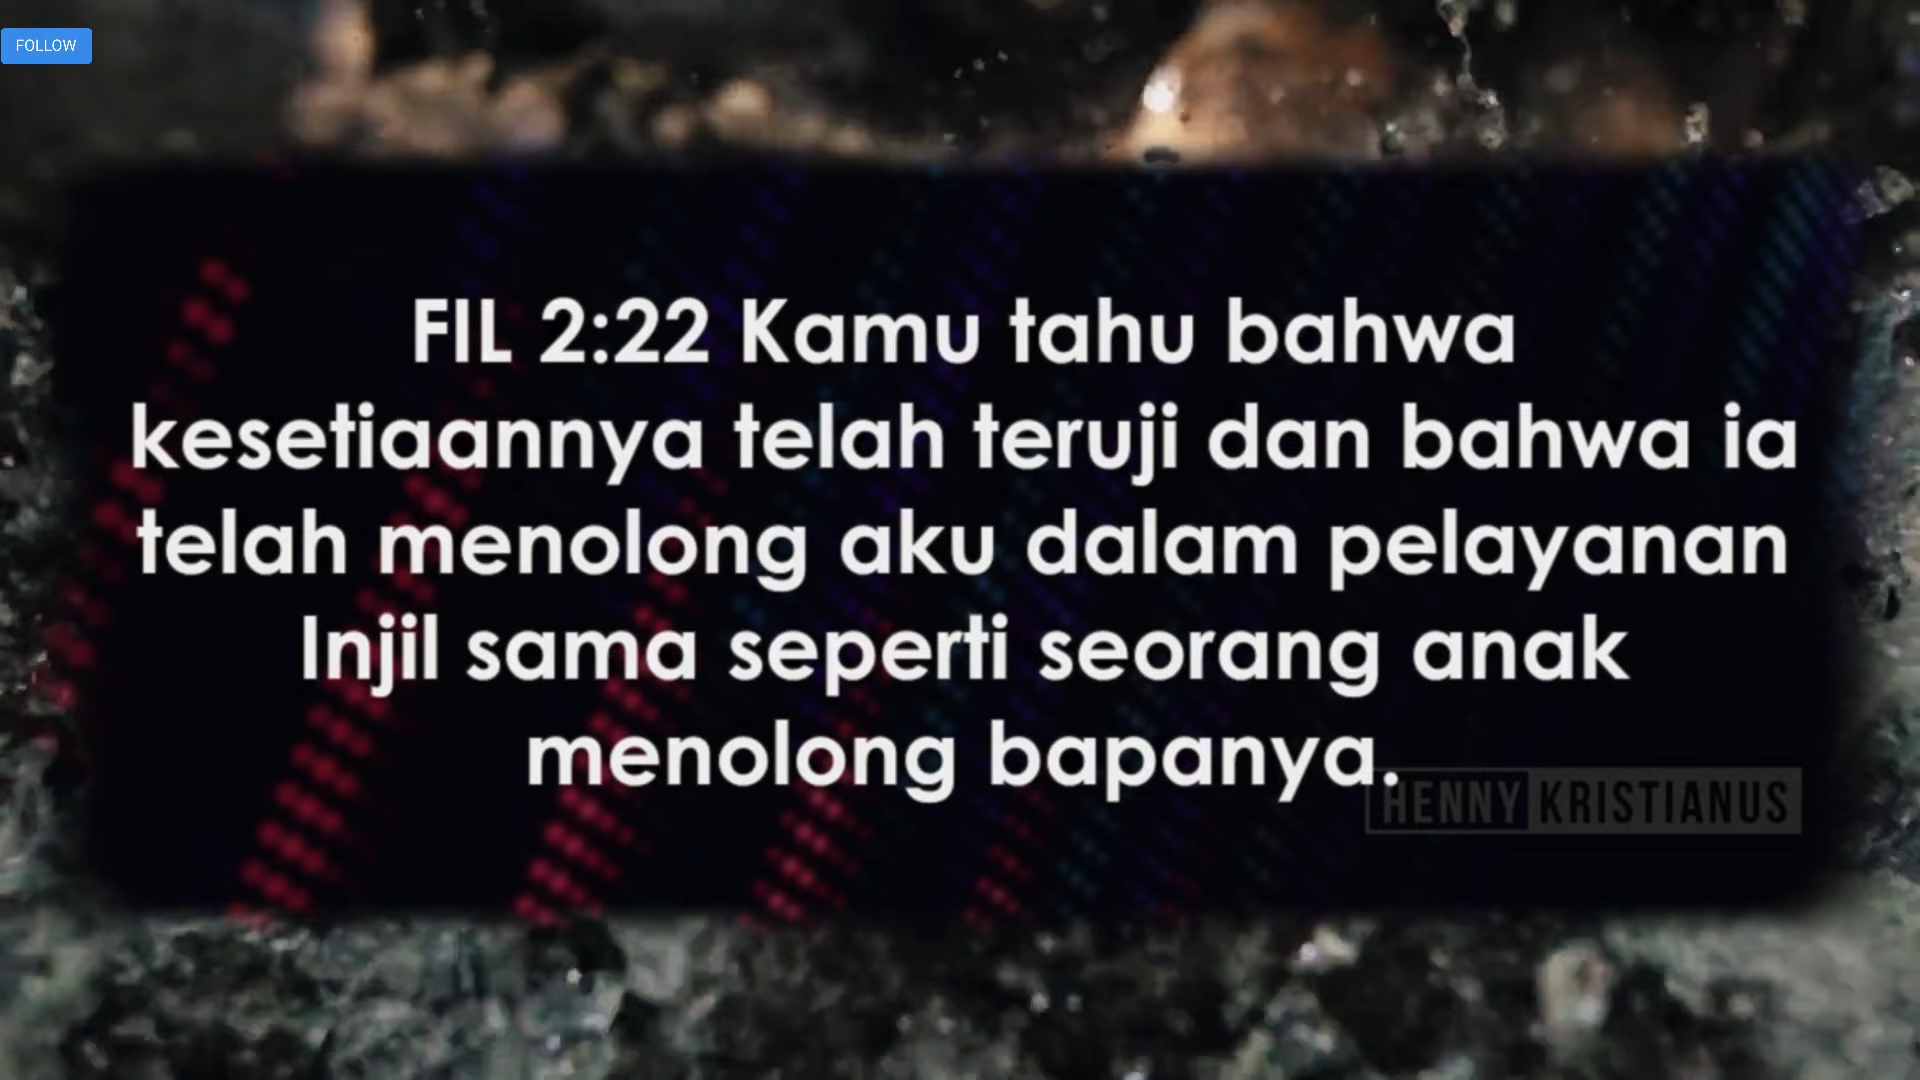 FOLLOW
FIL 2:22 Kamu tahu bahwa
kesetiaannya telah teruji dan bahwa ia
telah menolong aku dalam pelayanan
Injil sama seperti seorang anak
menolong bapanya.
HENNY KRISTIANUS